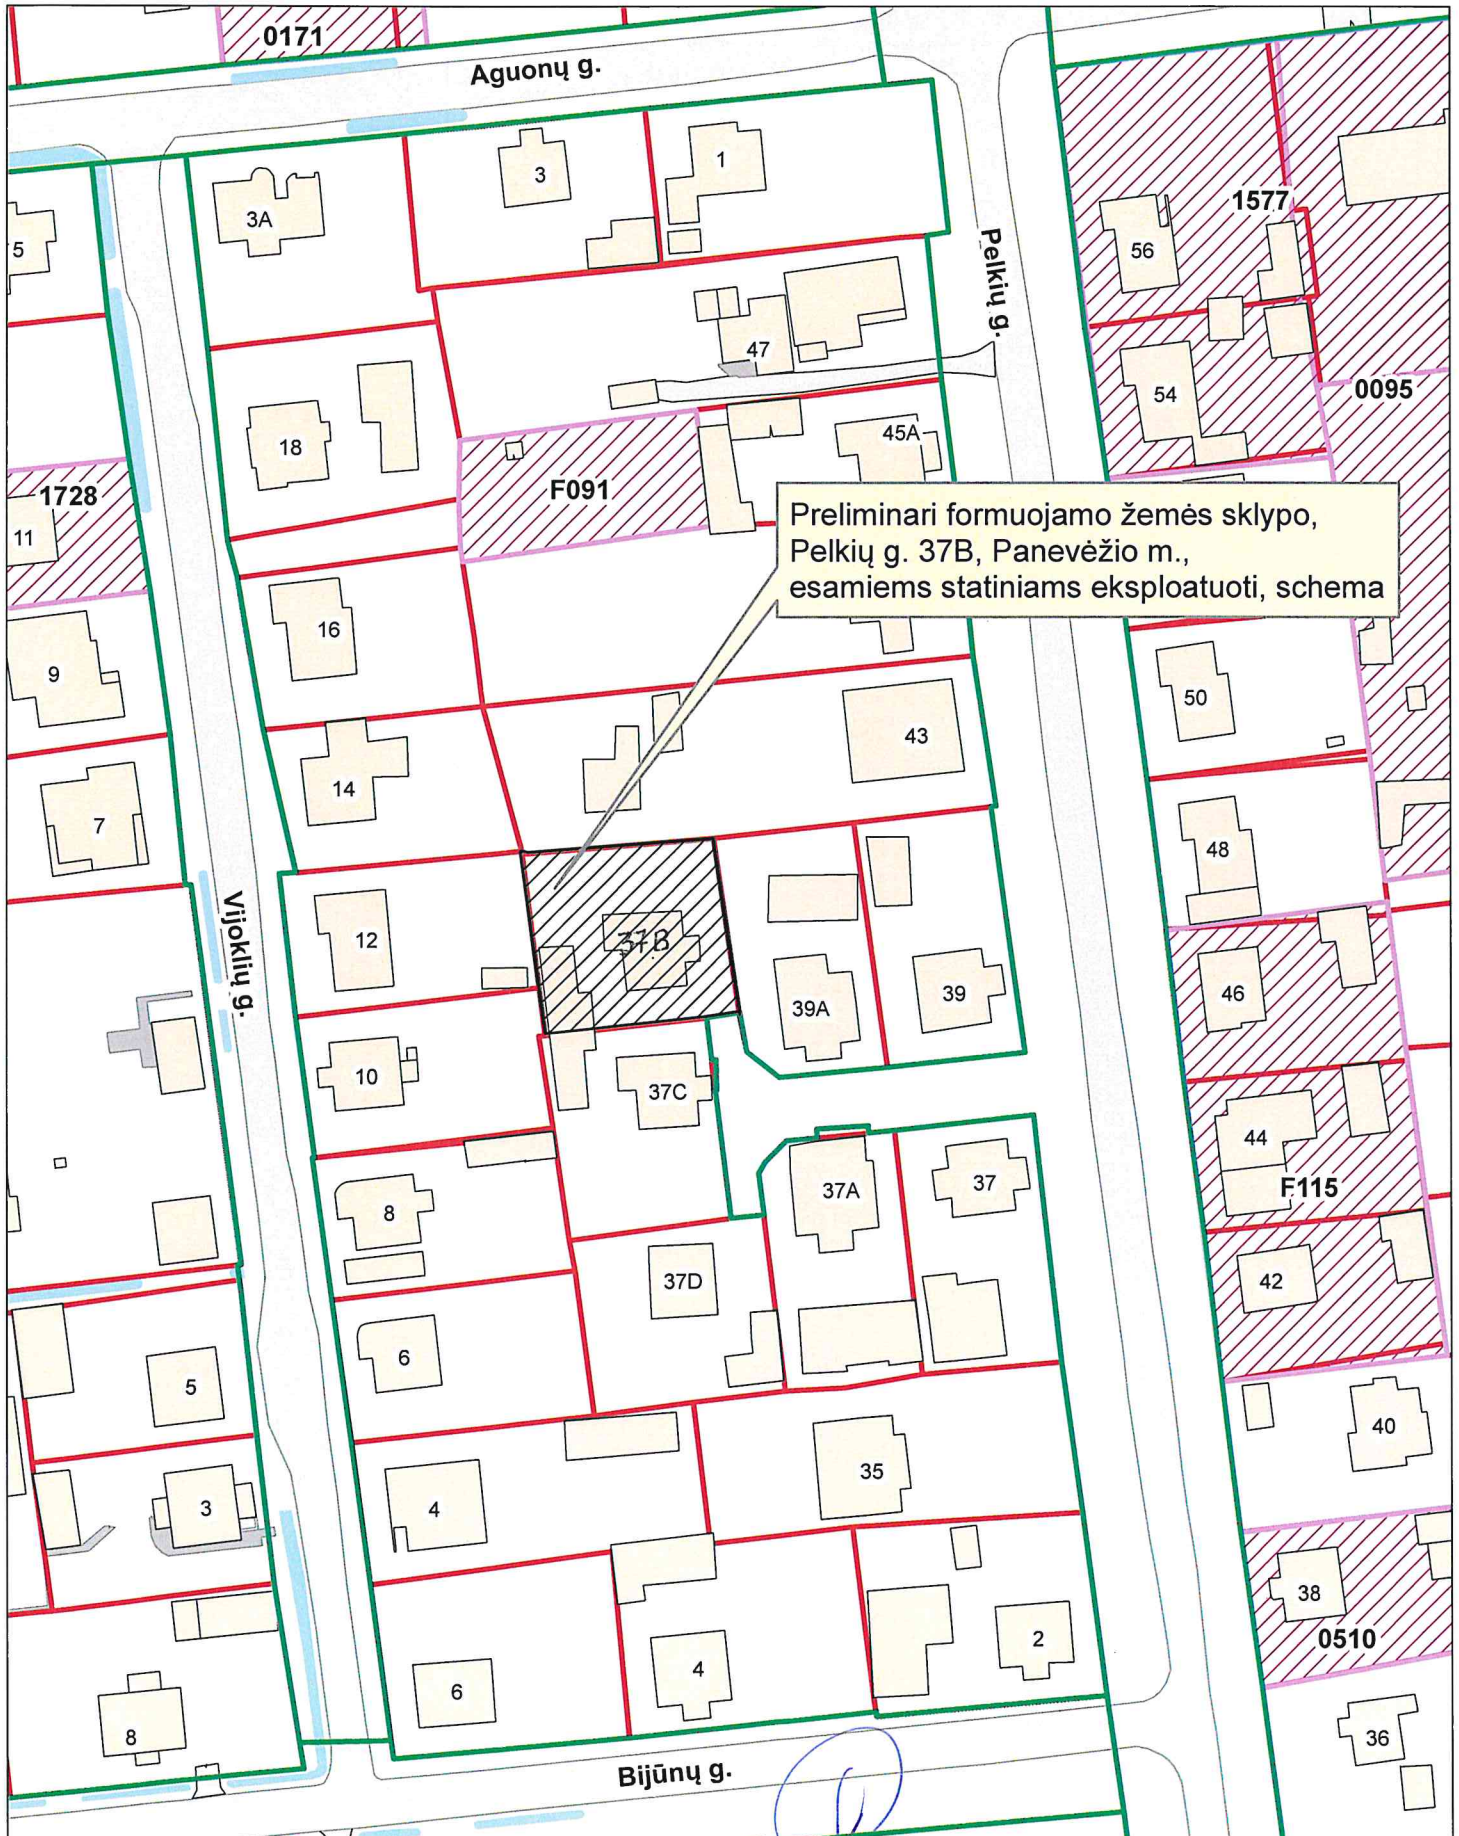 0171
Aguonų g.
3A
3
1
5
Pelkių g.
1577
56
47
54
0095
18
45A
1728
F091
11
Preliminari formuojamo žemės sklypo,
Pelkių g. 37B, Panevėžio m.,
esamiems statiniams eksploatuoti, schema
16
9
50
14
43
7
48
Vijoklių g.
12
37B
39A
39
46
10
37C
44
8
37A
37
F115
37D
42
6
5
40
35
4
3
38
0510
2
4
6
8
36
Bijūnų g.